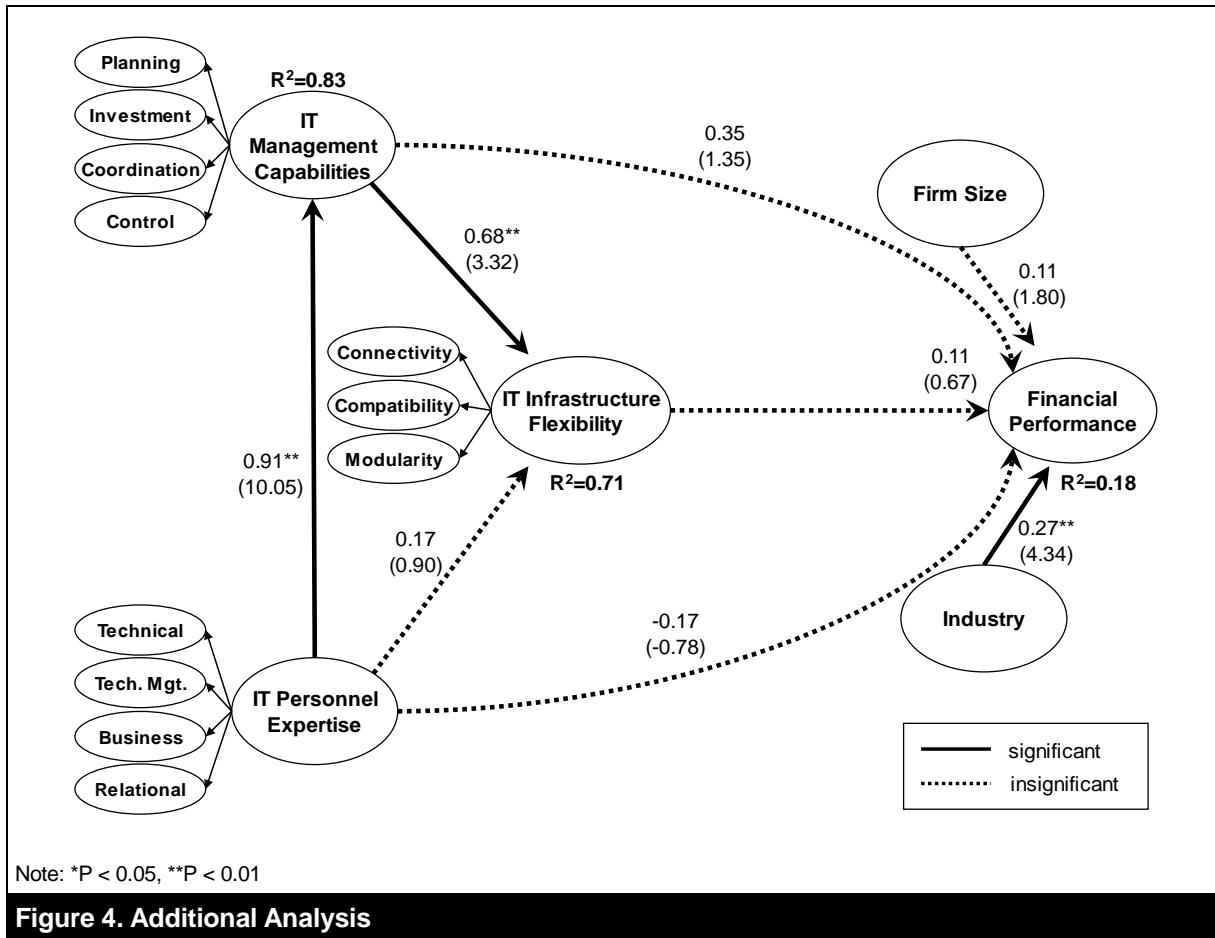 Planning
Investment
Coordination
Control
R²=0.83
IT
Management
Capabilities
0.35
(1.35)
Firm Size
0.11
(1.80)
0.68**
(3.32)
Connectivity
Compatibility
Modularity
IT Infrastructure
Flexibility
R²=0.71
0.11
(0.67)
Financial
Performance
R²=0.18
0.91**
(10.05)
0.17
(0.90)
0.27**
(4.34)
Industry
-0.17
(-0.78)
Technical
Tech. Mgt.
Business
Relational
IT Personnel
Expertise
significant
insignificant
Note: *P < 0.05, **P < 0.01
Figure 4. Additional Analysis